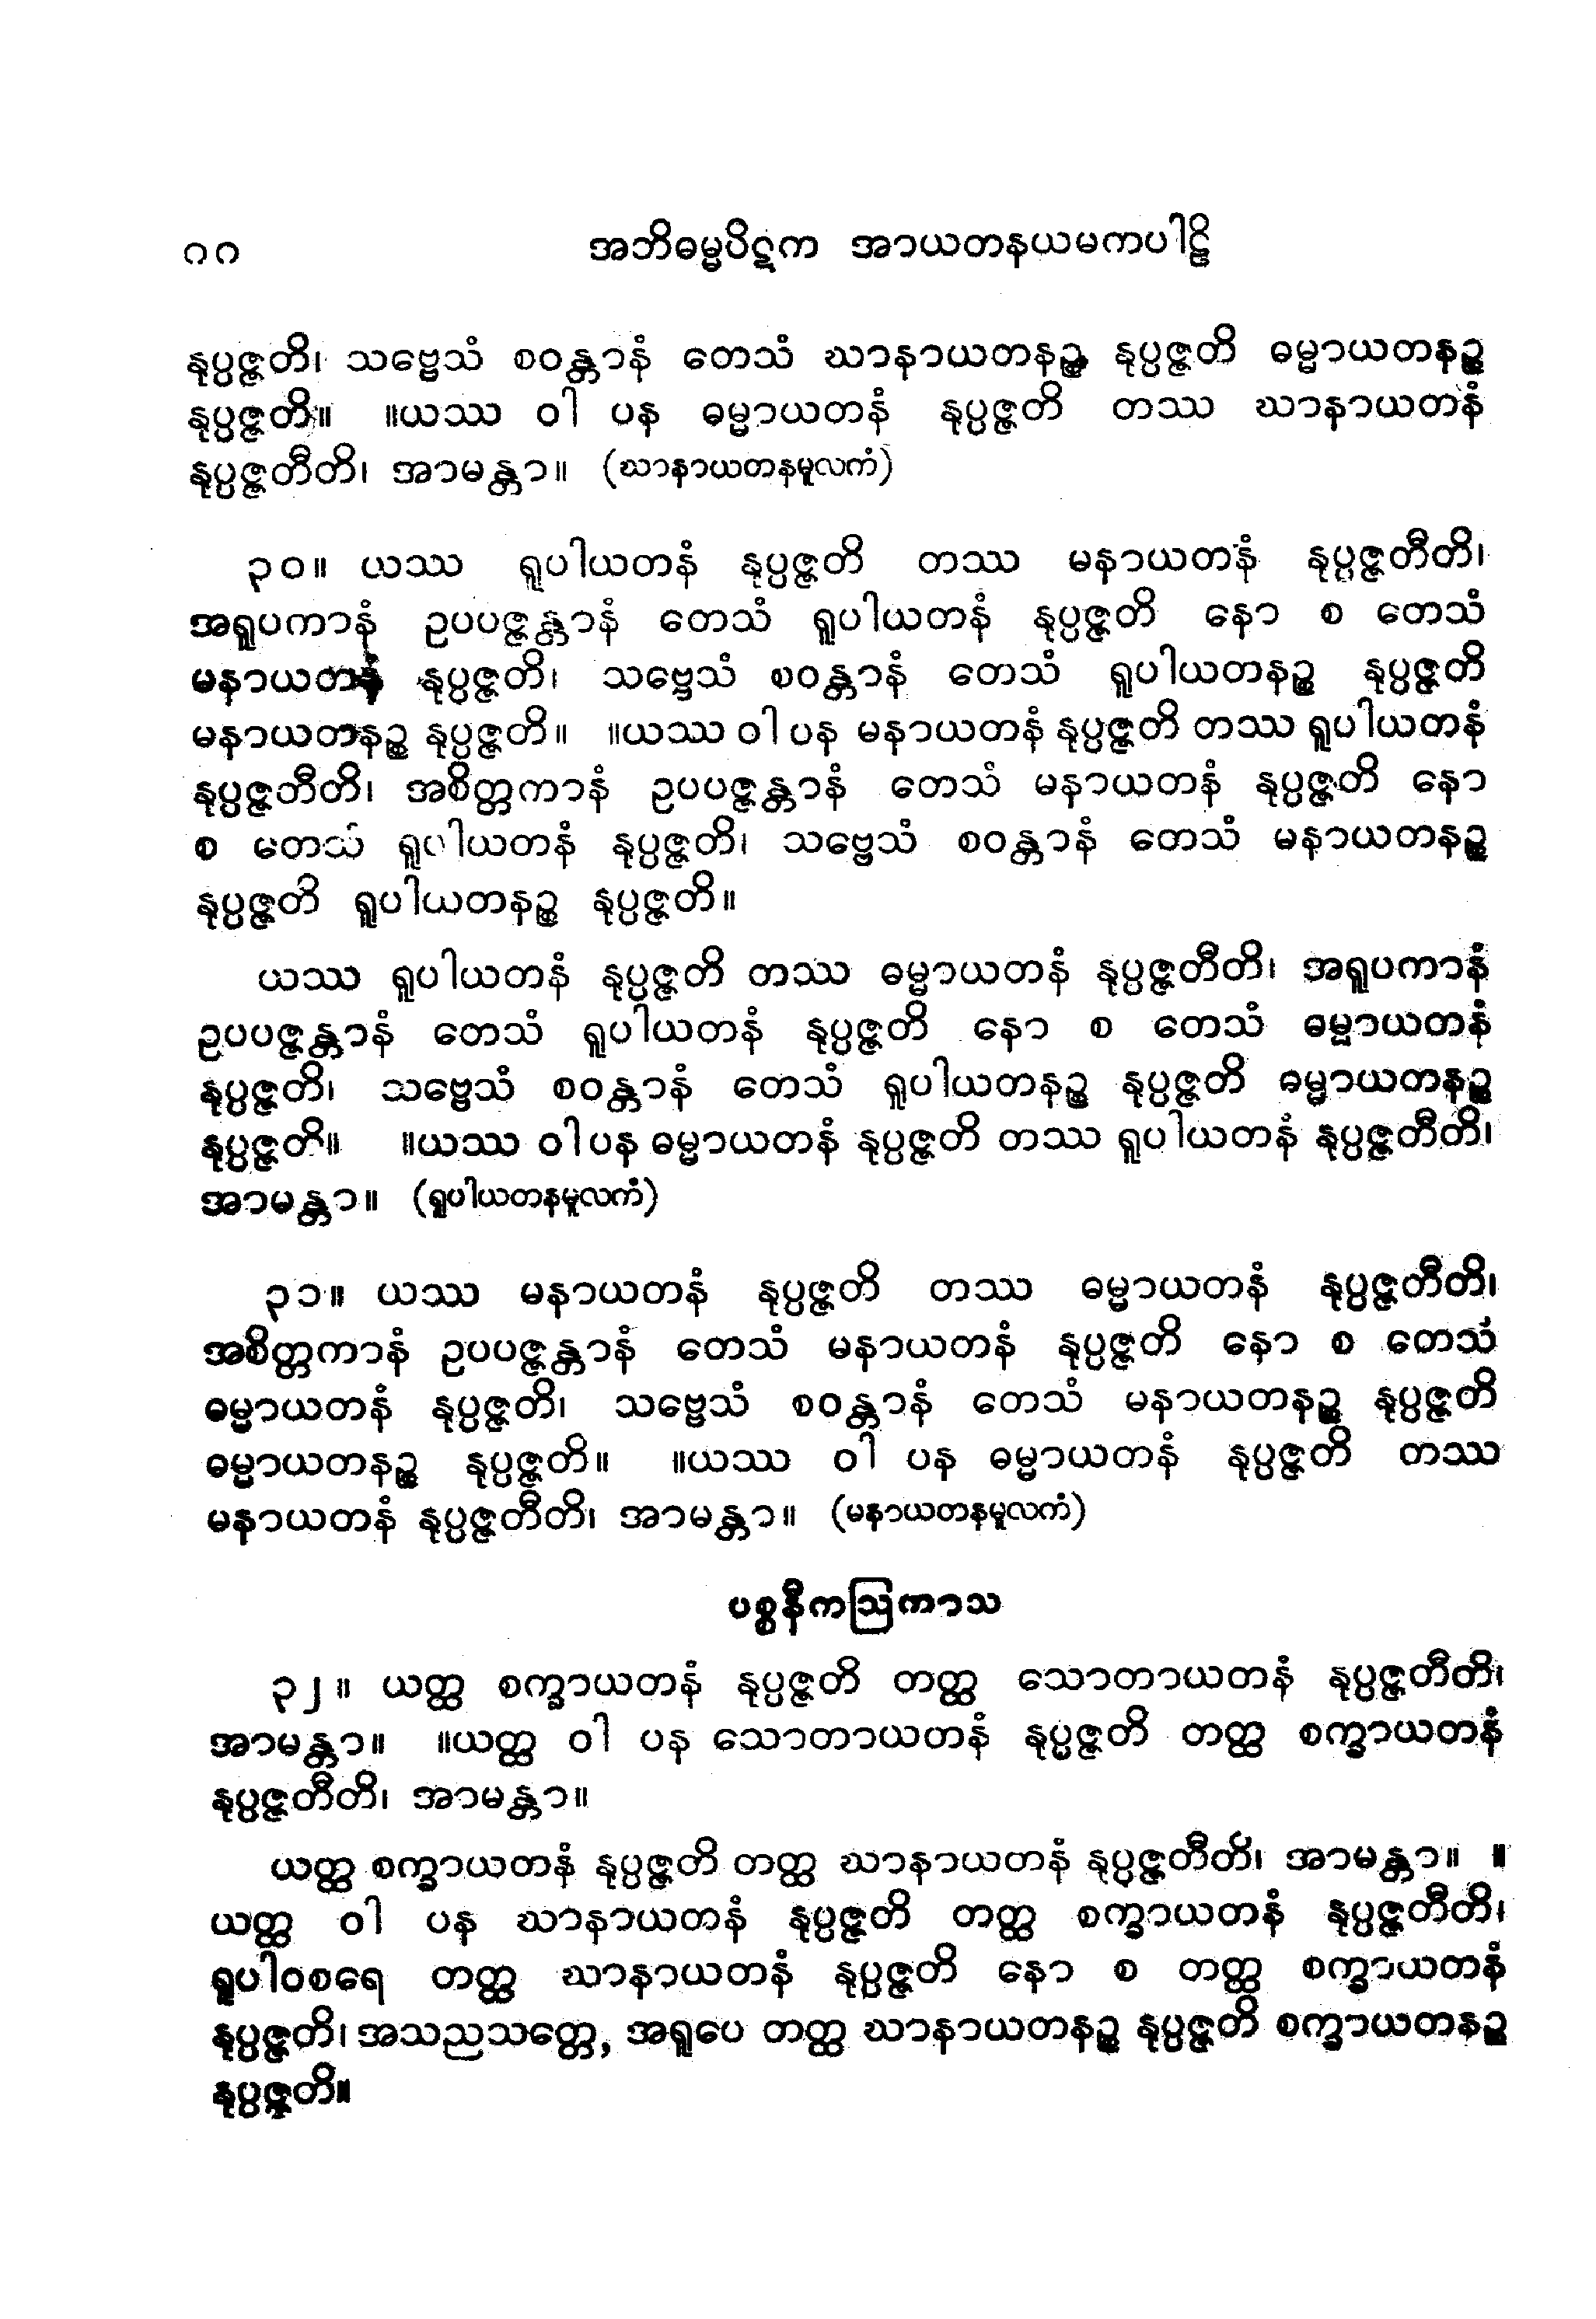 ၈၈ အဘိဓမ္မပိဋက အာယတနယမကပါဠိ
နုပ္ပဇ္ဇတိ၊ သဗ္ဗေသံ စဝန္တာနံ တေသံ ဃာနာယတနဉ္စ နုပ္ပဇ္ဇတိ ဓမ္မာယတနဉ္စ
နုပ္ပဇ္ဇတိ။ ။ယဿ ဝါ ပန ဓမ္မာယတနံ နုပ္ပဇ္ဇတိ တဿ ဃာနာယတနံ
နုပ္ပဇ္ဇတီတိ၊ အာမန္တာ။ (ဃာနာယတနမူလကံ)
၃၀။ ယဿ ရူပါယတနံ နုပ္ပဇ္ဇတိ တဿ မနာယတနံ နုပ္ပဇ္ဇတီတိ၊
အရူပကာနံ ဥပပဇ္ဇန္တာနံ တေသံ ရူပါယတနံ နုပ္ပဇ္ဇတိ နော စ တေသံ
မနာယတနံ နုပ္ပဇ္ဇတိ၊ သဗ္ဗေသံ စဝန္တာနံ တေသံ ရူပါယတနဉ္စ နုပ္ပဇ္ဇတိ
မနာယတနဉ္စ နုပ္ပဇ္ဇတိ။ ။ယဿ ဝါ ပန မနာယတနံ နုပ္ပဇ္ဇတိ တဿ ရူပါယတနံ
နုပ္ပဇ္ဇတီတိ၊ အစိတ္တကာနံ ဥပပဇ္ဇန္တာနံ တေသံ မနာယတနံ နုပ္ပဇ္ဇတိ နော
စ တေသံ ရူပါယတနံ နုပ္ပဇ္ဇတိ၊ သဗ္ဗေသံ စဝန္တာနံ တေသံ မနာယတနဉ္စ
နုပ္ပဇ္ဇတိ ရူပါယတနဉ္စ နုပ္ပဇ္ဇတိ။
ယဿ ရူပါယတနံ နုပ္ပဇ္ဇတိ တဿ ဓမ္မာယတနံ နုပ္ပဇ္ဇတီတိ၊ အရူပကာနံ
ဥပပဇ္ဇန္တာနံ တေသံ ရူပါယတနံ နုပ္ပဇ္ဇတိ နော စ တေသံ ဓမ္မာယတနံ
နုပ္ပဇ္ဇတိ၊ သဗ္ဗေသံ စဝန္တာနံ တေသံ ရူပါယတနဉ္စ နုပ္ပဇ္ဇတိ ဓမ္မာယတနဉ္စ
နုပ္ပဇ္ဇတိ။ ။ယဿ ဝါ ပန ဓမ္မာယတနံ နုပ္ပဇ္ဇတိ တဿ ရူပါယတနံ နုပ္ပဇ္ဇတီတိ၊
အာမန္တာ။ (ရူပါယတနမူလကံ)
၃၁။ ယဿ မနာယတနံ နုပ္ပဇ္ဇတိ တဿ ဓမ္မာယတနံ နုပ္ပဇ္ဇတီတိ၊
အစိတ္တကာနံ ဥပပဇ္ဇန္တာနံ တေသံ မနာယတနံ နုပ္ပဇ္ဇတိ နော စ တေသံ
ဓမ္မာယတနံ နုပ္ပဇ္ဇတိ၊ သဗ္ဗေသံ စဝန္တာနံ တေသံ မနာယတနဉ္စ နုပ္ပဇ္ဇတိ
ဓမ္မာယတနဉ္စ နုပ္ပဇ္ဇတိ။ ။ယဿ ဝါ ပန ဓမ္မာယတနံ နုပ္ပဇ္ဇတိ တဿ
မနာယတနံ နုပ္ပဇ္ဇတီတိ၊ အာမန္တာ။ (မနာယတနမူလကံ)
ပစ္စနီကဩကာသ
၃၂။ ယတ္ထ စက္ခာယတနံ နုပ္ပဇ္ဇတိ တတ္ထ သောတာယတနံ နုပ္ပဇ္ဇတီတိ၊
အာမန္တာ။ ။ယတ္ထ ဝါ ပန သောတာယတနံ နုပ္ပဇ္ဇတိ တတ္ထ စက္ခာယတနံ
နုပ္ပဇ္ဇတီတိ၊ အာမန္တာ။
ယတ္ထ စက္ခာယတနံ နုပ္ပဇ္ဇတိ တတ္ထ ဃာနာယတနံ နုပ္ပဇ္ဇတီတိ၊ အာမန္တာ။ ။
ယတ္ထ ဝါ ပန ဃာနာယတနံ နုပ္ပဇ္ဇတိ တတ္ထ စက္ခာယတနံ နုပ္ပဇ္ဇတီတိ၊
ရူပါဝစရေ တတ္ထ ဃာနာယတနံ နုပ္ပဇ္ဇတိ နော စ တတ္ထ စက္ခာယတနံ
နုပ္ပဇ္ဇတိ၊ အသညသတ္တေ, အရူပေ တတ္ထ ဃာနာယတနဉ္စ နုပ္ပဇ္ဇတိ စက္ခာယတနဉ္စ
နုပ္ပဇ္ဇတိ။